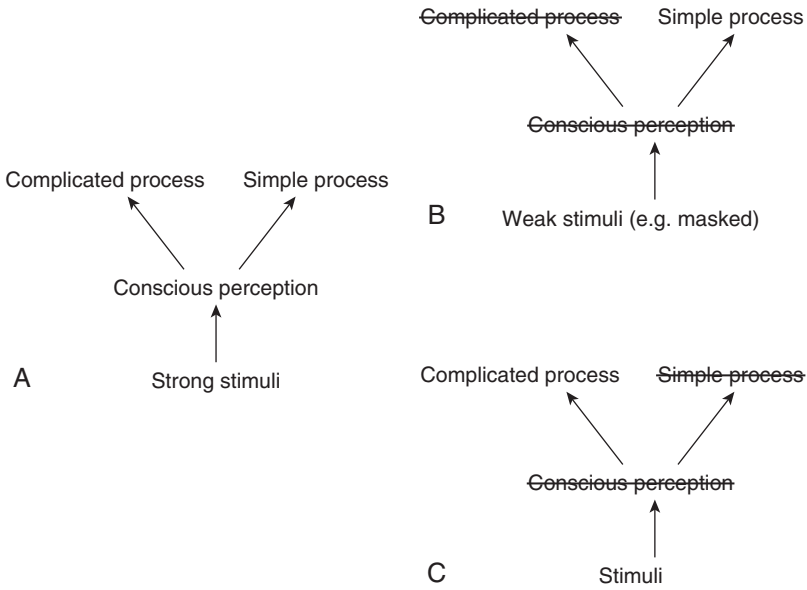 Complicated process Simple process
Conscious perception
Strong stimuli
A
Complicated process Simple process
Conscious perception
Weak stimuli (e.g. masked)
B
Complicated process Simple process
Conscious perception
Stimuli
C